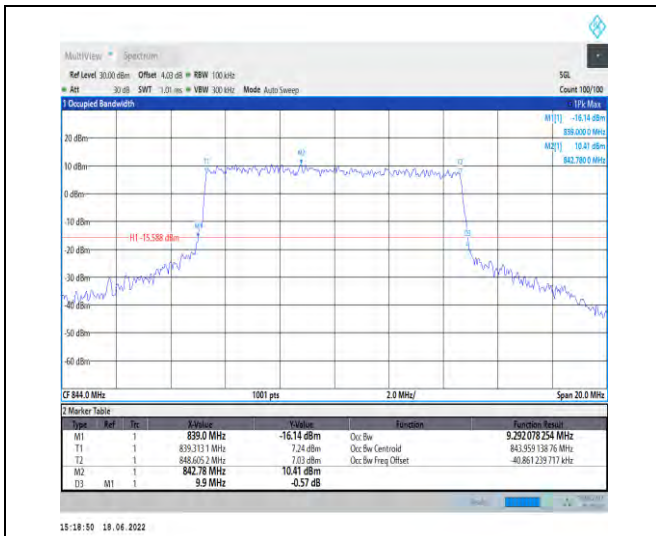 MultiView Spectrum
Ref Level 30.00 dBm Offset 4.03 dB RBW 100 kHz SGL
Att 30 dB SWT 1.01 ms VBW 300 kHz Mode Auto Sweep Count 100/100
1 Occupied Bandwidth 1Pk Max
M1[1] -16.14 dBm
839.0000 MHz
M2[1] 10.41 dBm
842.7800 MHz
20 dBm
10 dBm
0 dBm
-10 dBm
-20 dBm
-30 dBm
-40 dBm
-50 dBm
-60 dBm
T1
M2
T2
M1
D3
H1 -15.588 dBm
CF 844.0 MHz 1001 pts 2.0 MHz/ Span 20.0 MHz
2 Marker Table
Type Ref Trc X-Value Y-Value Function Function Result
M1 1 839.0 MHz -16.14 dBm Occ Bw 9.292 078 254 MHz
T1 1 839.313 1 MHz 7.24 dBm Occ Bw Centroid 843.959 138 76 MHz
T2 1 848.605 2 MHz 7.03 dBm Occ Bw Freq Offset -40.861 239 717 kHz
M2 1 842.78 MHz 10.41 dBm
D3 M1 1 9.9 MHz -0.57 dB
15:18:50 18.06.2022